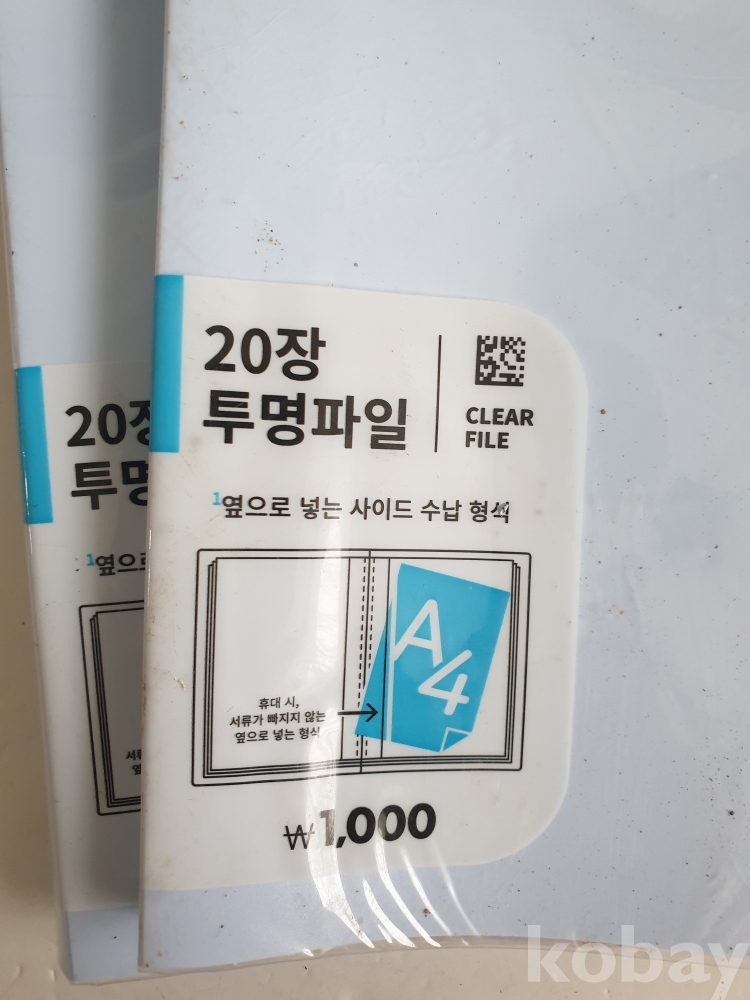 20장
투명파일
CLEAR
FILE
1옆으로 넣는 사이드 수납 형식
A4
휴대 시,
서류가 빠지지 않는
옆으로 넣는 형식
₩1,000
20장
투명
1옆으로
kobay